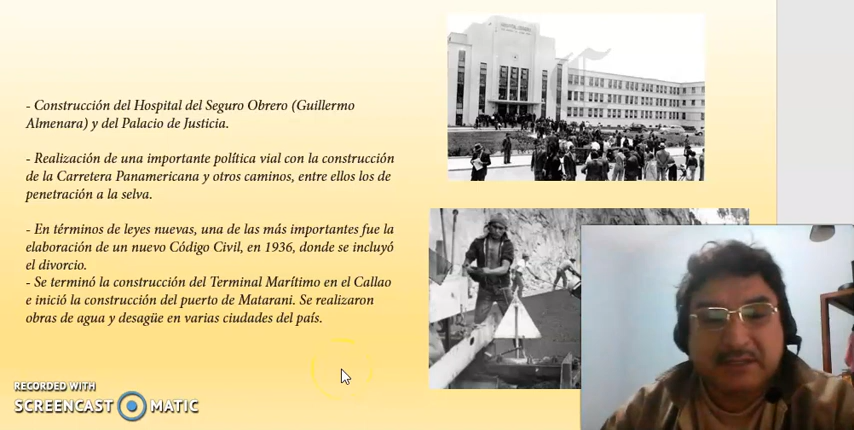 - Construcción del Hospital del Seguro Obrero (Guillermo
Almenara) y del Palacio de Justicia.
- Realización de una importante política vial con la construcción
de la Carretera Panamericana y otros caminos, entre ellos los de
penetración a la selva.
- En términos de leyes nuevas, una de las más importantes fue la
elaboración de un nuevo Código Civil, en 1936, donde se incluyó
el divorcio.
- Se terminó la construcción del Terminal Marítimo en el Callao
e inició la construcción del puerto de Matarani. Se realizaron
obras de agua y desagüe en varias ciudades del país.
RECORDED WITH
SCREENCAST MATIC